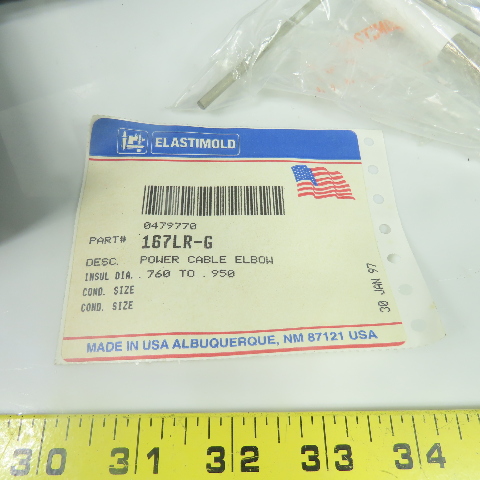 ELASTIMOLD
0479770
PART# 167LR-G
DESC. POWER CABLE ELBOW
INSUL DIA. .760 TO .950
COND. SIZE
COND. SIZE
30 JAN 97
MADE IN USA ALBUQUERQUE, NM 87121 USA
30 31 32 33 34